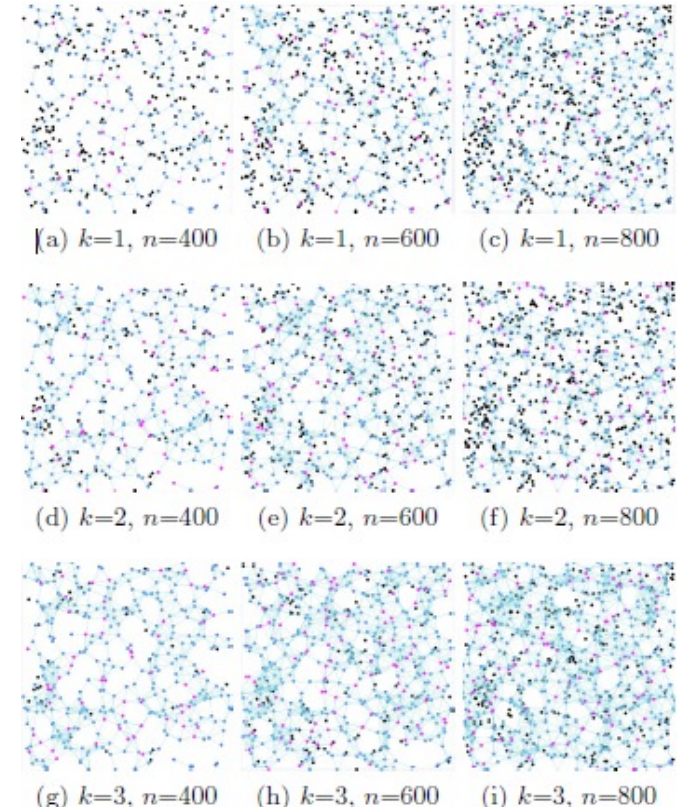 (a) k=1, n=400 (b) k=1, n=600 (c) k=1, n=800
(d) k=2, n=400 (e) k=2, n=600 (f) k=2, n=800
(g) k=3, n=400 (h) k=3, n=600 (i) k=3, n=800